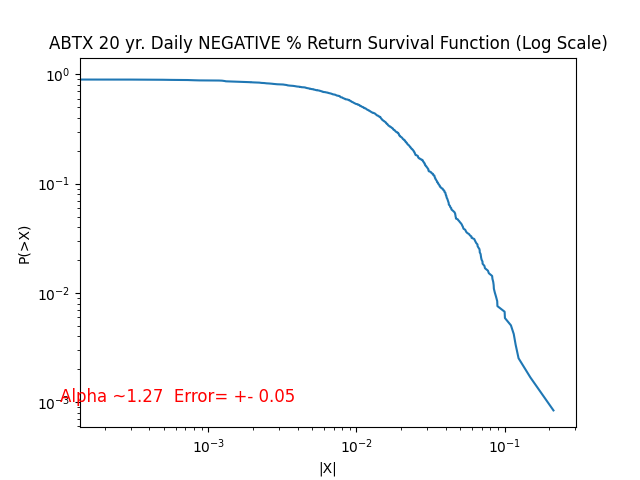 ABTX 20 yr. Daily NEGATIVE % Return Survival Function (Log Scale)
P(>X)
10⁰
10⁻¹
10⁻²
10⁻³
Alpha ~1.27  Error= +- 0.05
10⁻³ 10⁻² 10⁻¹
|X|